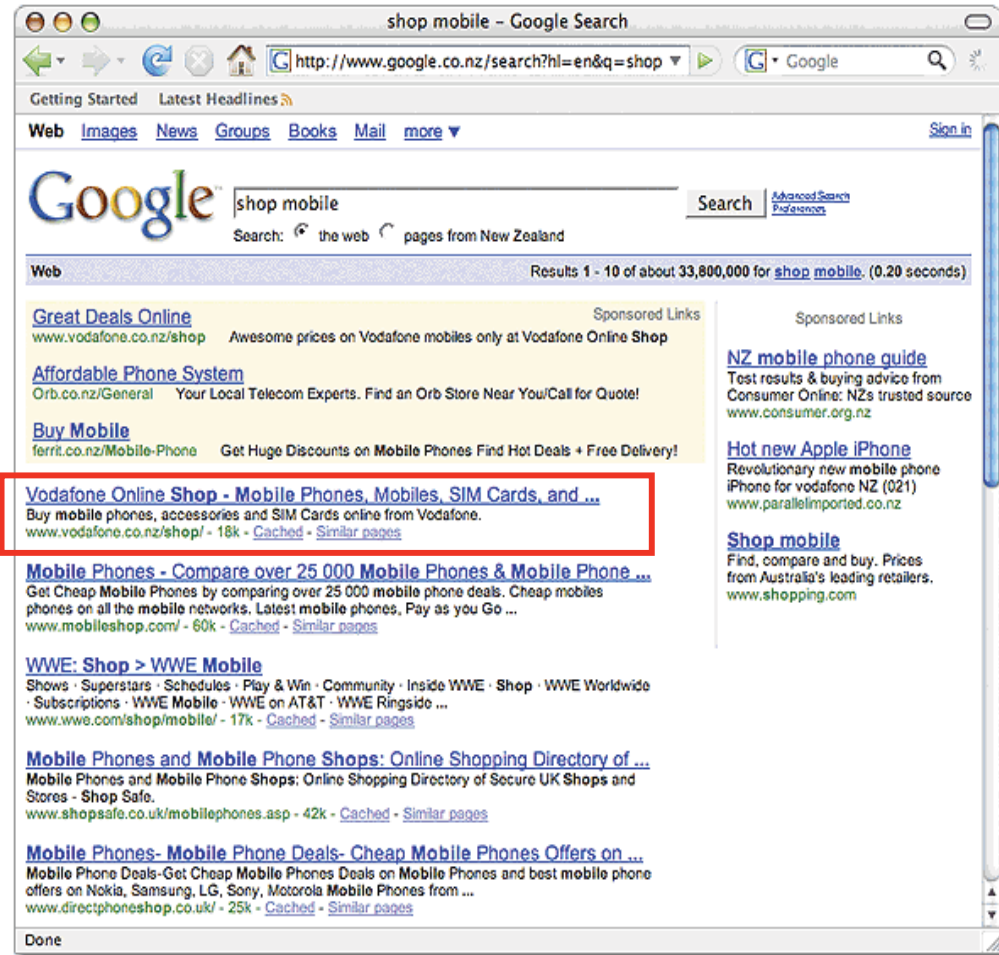 shop mobile – Google Search
http://www.google.co.nz/search?hl=en&q=shop
Google
Getting Started Latest Headlines
Web Images News Groups Books Mail more ▼
Sign in
Google™
shop mobile
Search
Advanced Search
Preferences
Search: the web pages from New Zealand
Web
Results 1 - 10 of about 33,800,000 for shop mobile. (0.20 seconds)
Sponsored Links
Great Deals Online
www.vodafone.co.nz/shop Awesome prices on Vodafone mobiles only at Vodafone Online Shop
Affordable Phone System
Orb.co.nz/General Your Local Telecom Experts. Find an Orb Store Near You/Call for Quote!
Buy Mobile
ferrit.co.nz/Mobile-Phone Get Huge Discounts on Mobile Phones Find Hot Deals + Free Delivery!
Vodafone Online Shop - Mobile Phones, Mobiles, SIM Cards, and ...
Buy mobile phones, accessories and SIM Cards online from Vodafone.
www.vodafone.co.nz/shop/ - 18k - Cached - Similar pages
Mobile Phones - Compare over 25 000 Mobile Phones & Mobile Phone ...
Get Cheap Mobile Phones by comparing over 25 000 mobile phone deals. Cheap mobiles
phones on all the mobile networks. Latest mobile phones, Pay as you Go ...
www.mobileshop.com/ - 60k - Cached - Similar pages
WWE: Shop > WWE Mobile
Shows · Superstars · Schedules · Play & Win · Community · Inside WWE · Shop · WWE Worldwide
· Subscriptions · WWE Mobile · WWE on AT&T · WWE Ringside ...
www.wwe.com/shop/mobile/ - 17k - Cached - Similar pages
Mobile Phones and Mobile Phone Shops: Online Shopping Directory of ...
Mobile Phones and Mobile Phone Shops: Online Shopping Directory of Secure UK Shops and
Stores - Shop Safe.
www.shopsafe.co.uk/mobilephones.asp - 42k - Cached - Similar pages
Mobile Phones- Mobile Phone Deals- Cheap Mobile Phones Offers on ...
Mobile Phone Deals-Get Cheap Mobile Phones Deals on Mobile Phones and best mobile phone
offers on Nokia, Samsung, LG, Sony, Motorola Mobile Phones from ...
www.directphoneshop.co.uk/ - 25k - Cached - Similar pages
Sponsored Links
NZ mobile phone guide
Test results & buying advice from
Consumer Online: NZs trusted source
www.consumer.org.nz
Hot new Apple iPhone
Revolutionary new mobile phone
iPhone for vodafone NZ (021)
www.parallelimported.co.nz
Shop mobile
Find, compare and buy. Prices
from Australia's leading retailers.
www.shopping.com
Done